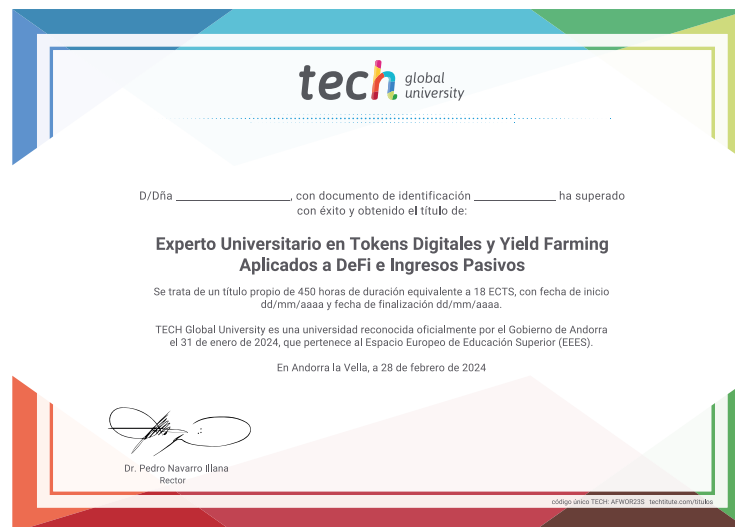 tech global university
D/Dña ________________, con documento de identificación ____________ ha superado
con éxito y obtenido el título de:
Experto Universitario en Tokens Digitales y Yield Farming
Aplicados a DeFi e Ingresos Pasivos
Se trata de un título propio de 450 horas de duración equivalente a 18 ECTS, con fecha de inicio
dd/mm/aaaa y fecha de finalización dd/mm/aaaa.
TECH Global University es una universidad reconocida oficialmente por el Gobierno de Andorra
el 31 de enero de 2024, que pertenece al Espacio Europeo de Educación Superior (EEES).
En Andorra la Vella, a 28 de febrero de 2024
Dr. Pedro Navarro Illana
Rector
código único TECH: AFWOR23S techtitute.com/titulos